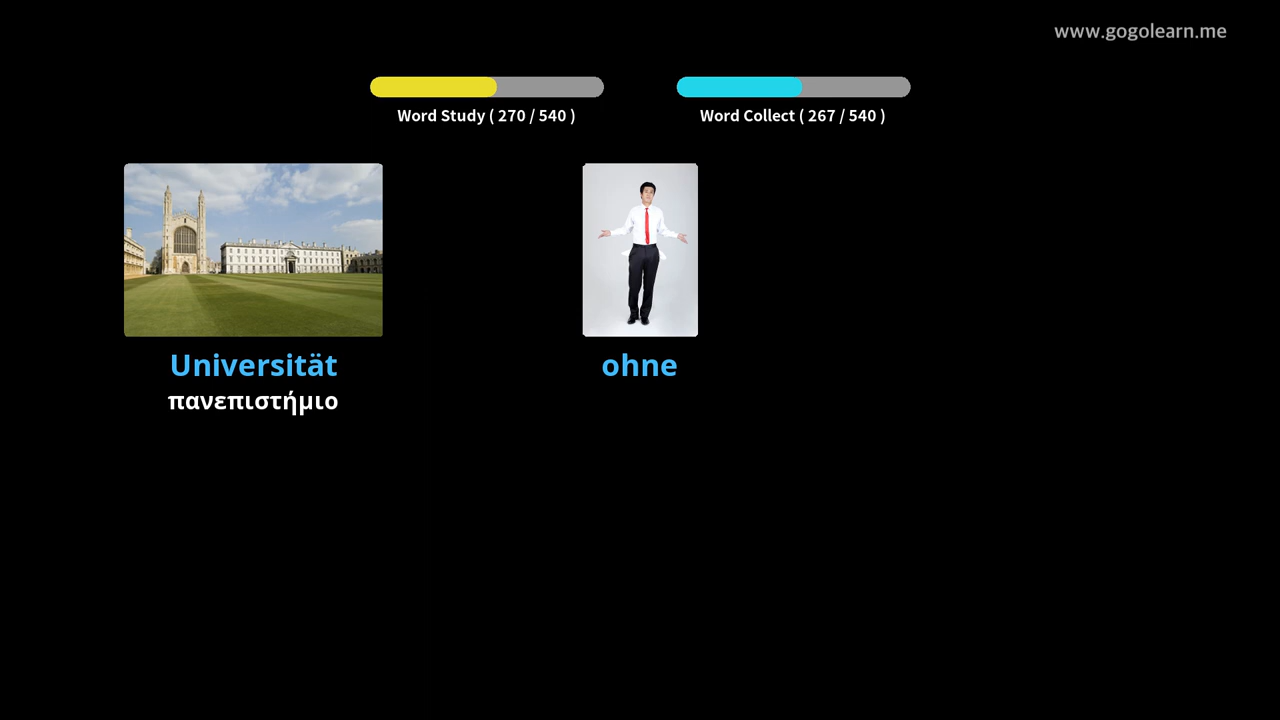 www.gogolearn.me
Word Study ( 270 / 540 )
Word Collect ( 267 / 540 )
Universität
πανεπιστήμιο
ohne